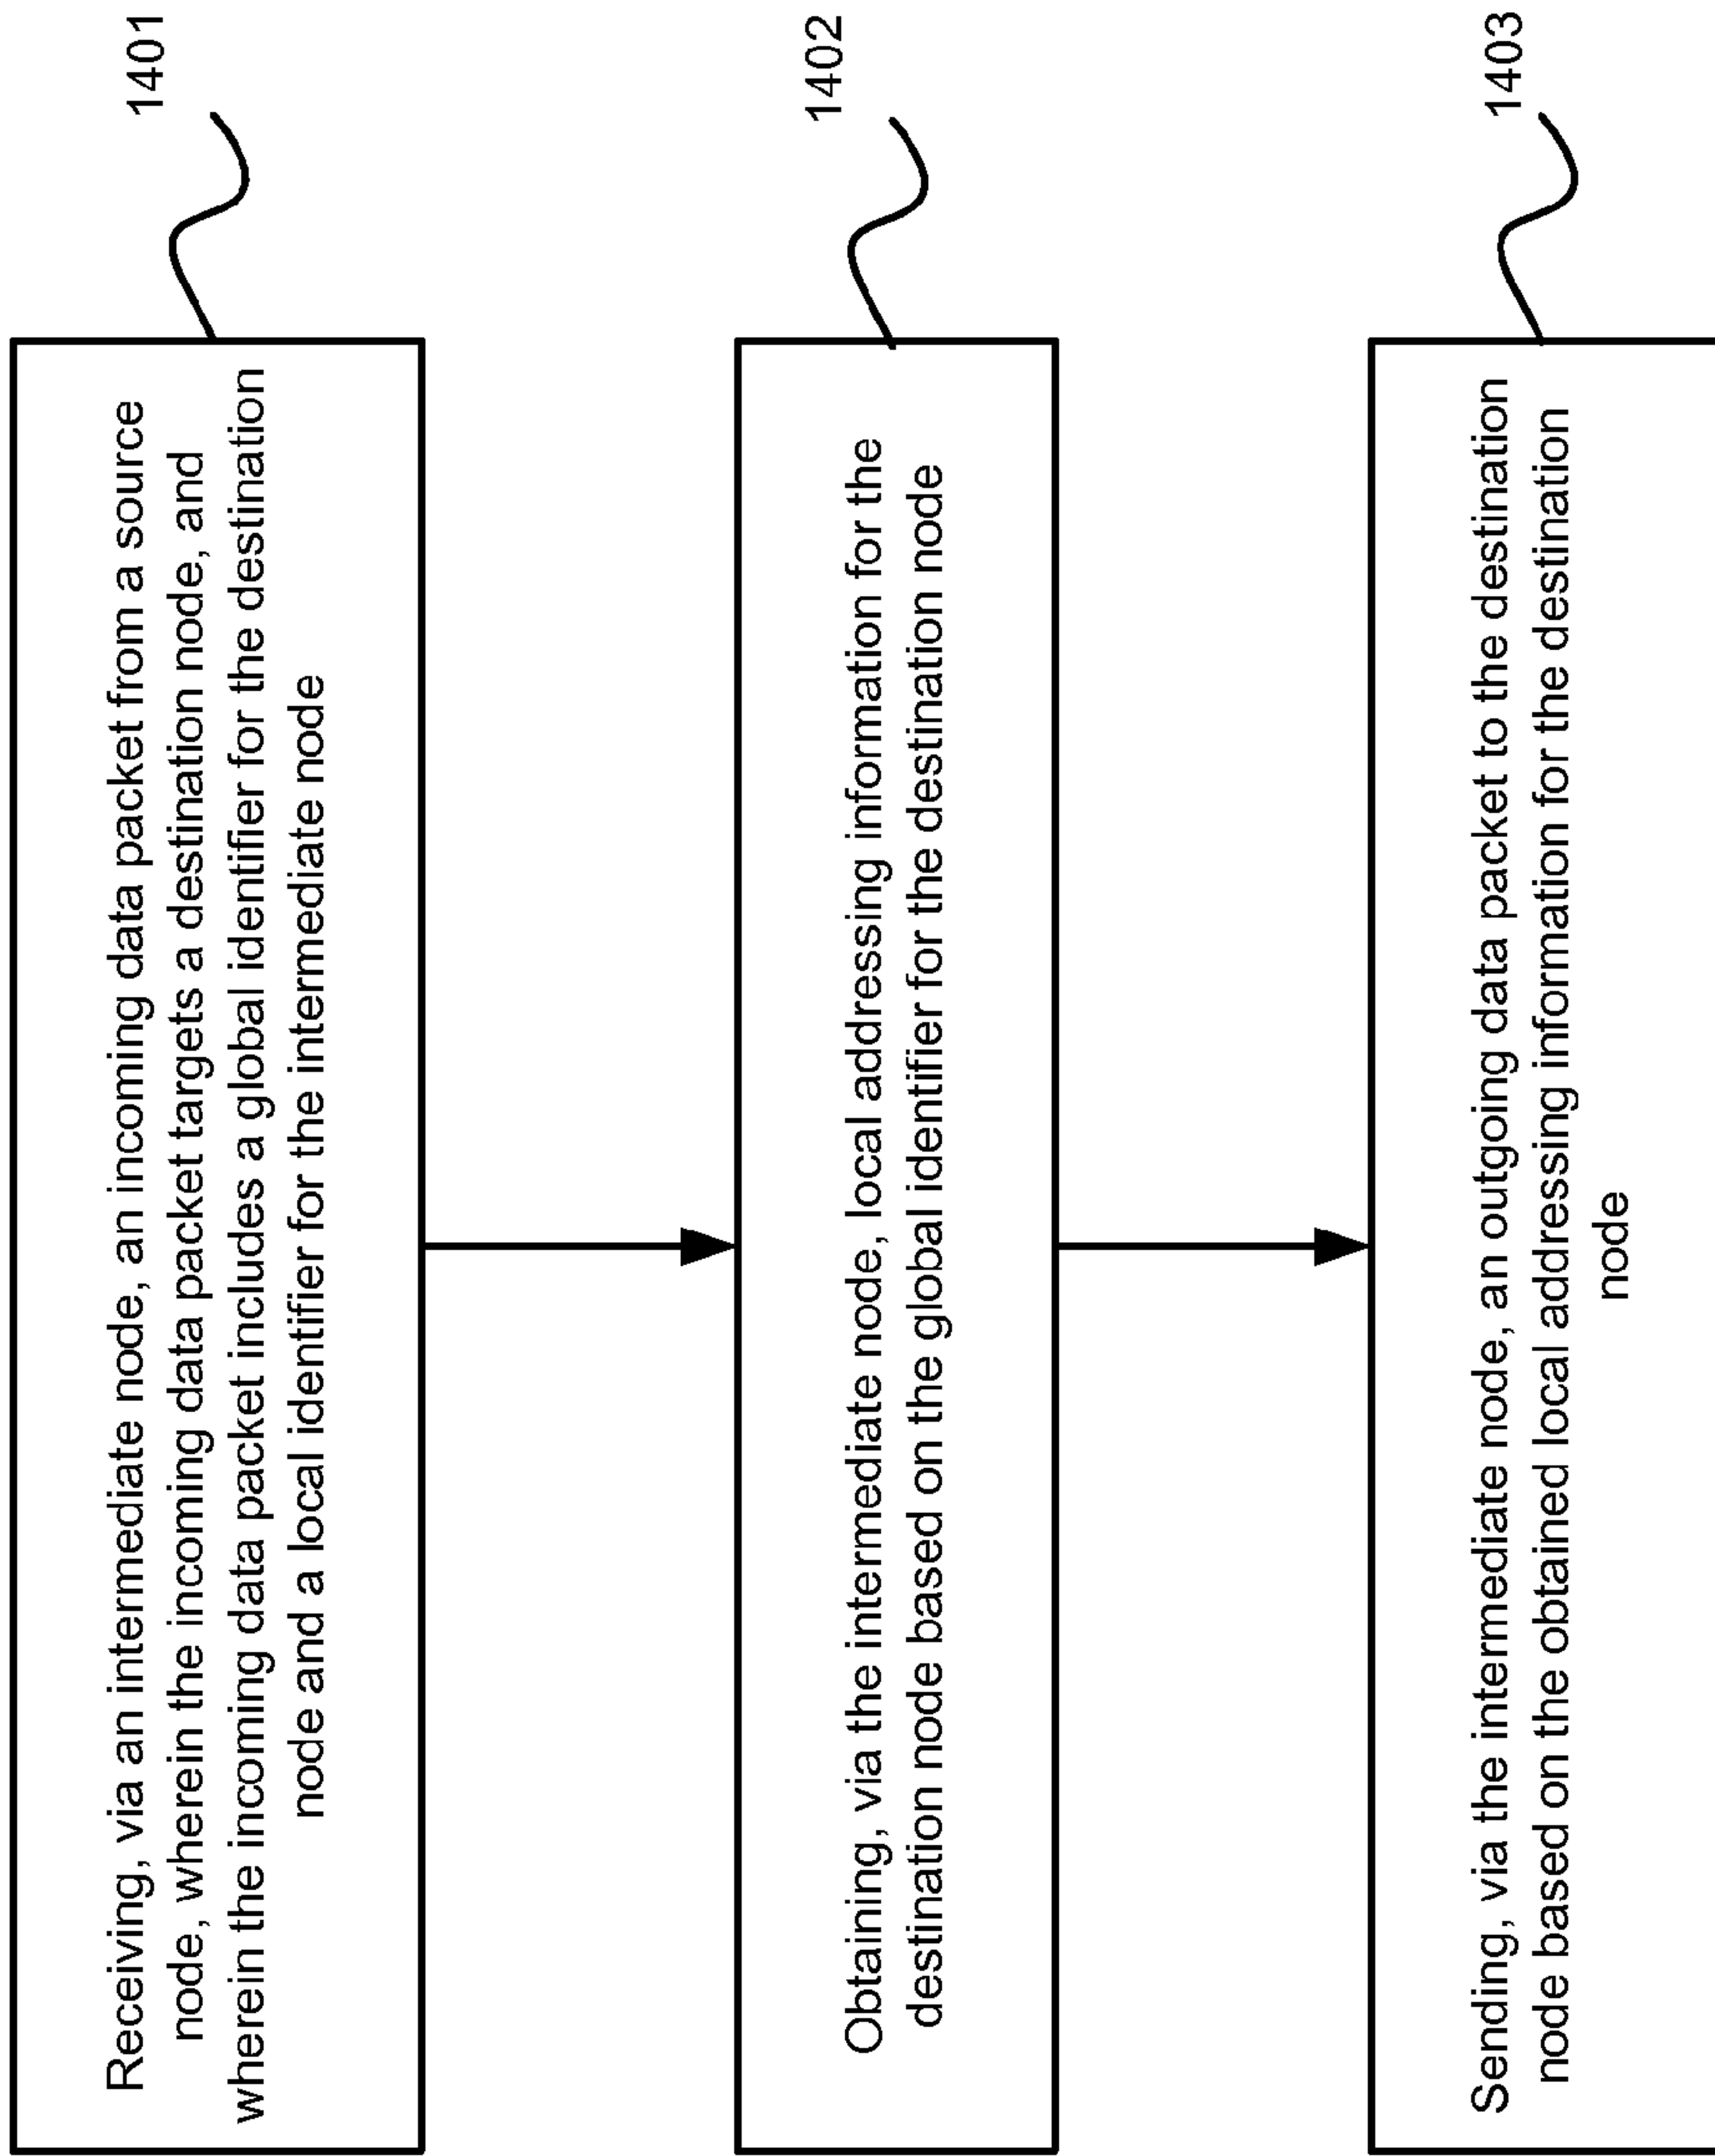 Receiving, via an intermediate node, an incoming data packet from a source
node, wherein the incoming data packet targets a destination node, and
wherein the incoming data packet includes a global identifier for the destination
node and a local identifier for the intermediate node
1401
Obtaining, via the intermediate node, local addressing information for the
destination node based on the global identifier for the destination node
1402
Sending, via the intermediate node, an outgoing data packet to the destination
node based on the obtained local addressing information for the destination
node
1403